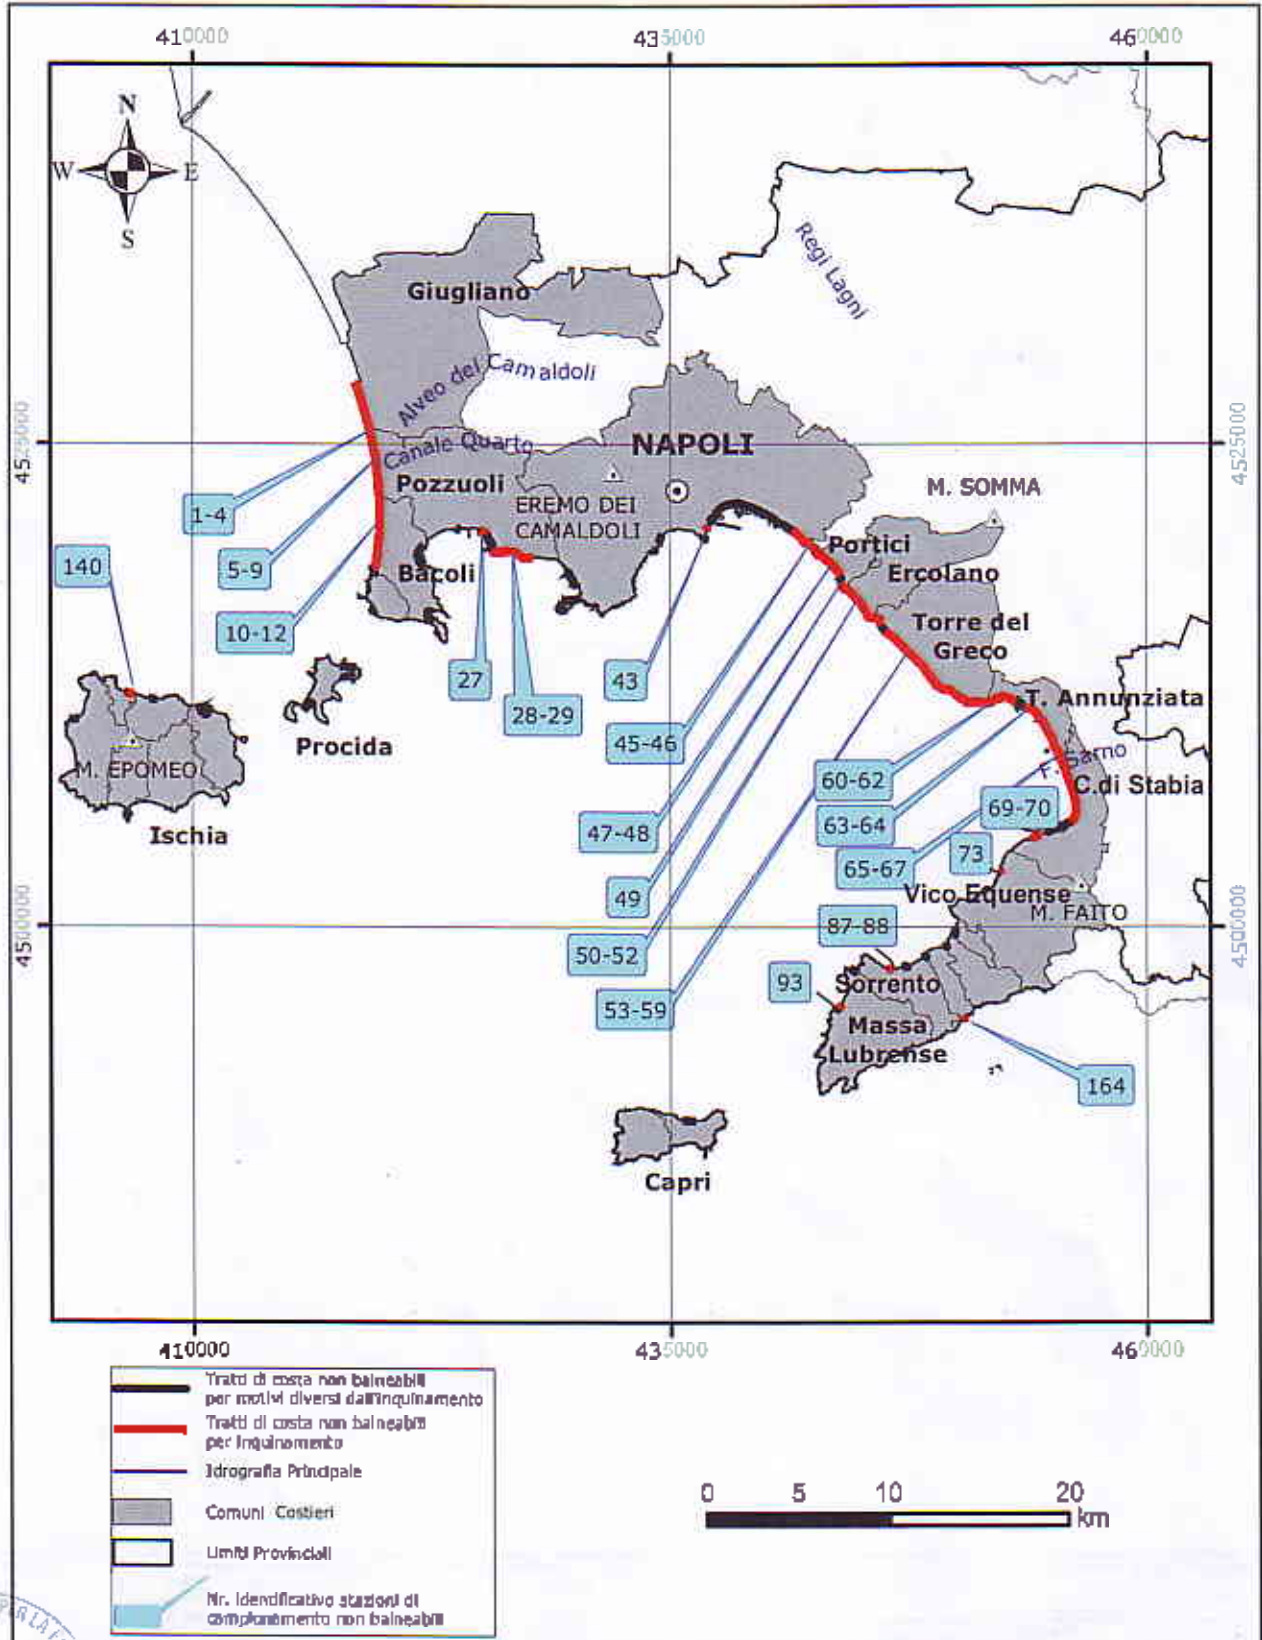 410000 435000 460000
N
W E
S
Regi Lagni
Giugliano
Alveo dei Camaldoli
4525000 4525000
Canale Quarto
NAPOLI
Pozzuoli
M. SOMMA
EREMO DEI
CAMALDOLI
1-4
Portici
140
5-9
Bacoli
Ercolano
10-12
Torre del
Greco
27
43
T. Annunziata
28-29
Procida
45-46
F. Sarno
M. EPOMEO
60-62
C.di Stabia
69-70
Ischia
47-48
63-64
73
65-67
49
Vico Equense
M. FAITO
4500000 4500000
87-88
50-52
93
Sorrento
53-59
Massa
Lubrense
164
Capri
410000 435000 460000
Tratti di costa non balneabili
per motivi diversi dall'inquinamento
Tratti di costa non balneabili
per inquinamento
Idrografia Principale
Comuni Costieri
Limiti Provinciali
Nr. Identificativo stazioni di
campionamento non balneabili
0 5 10 20
km